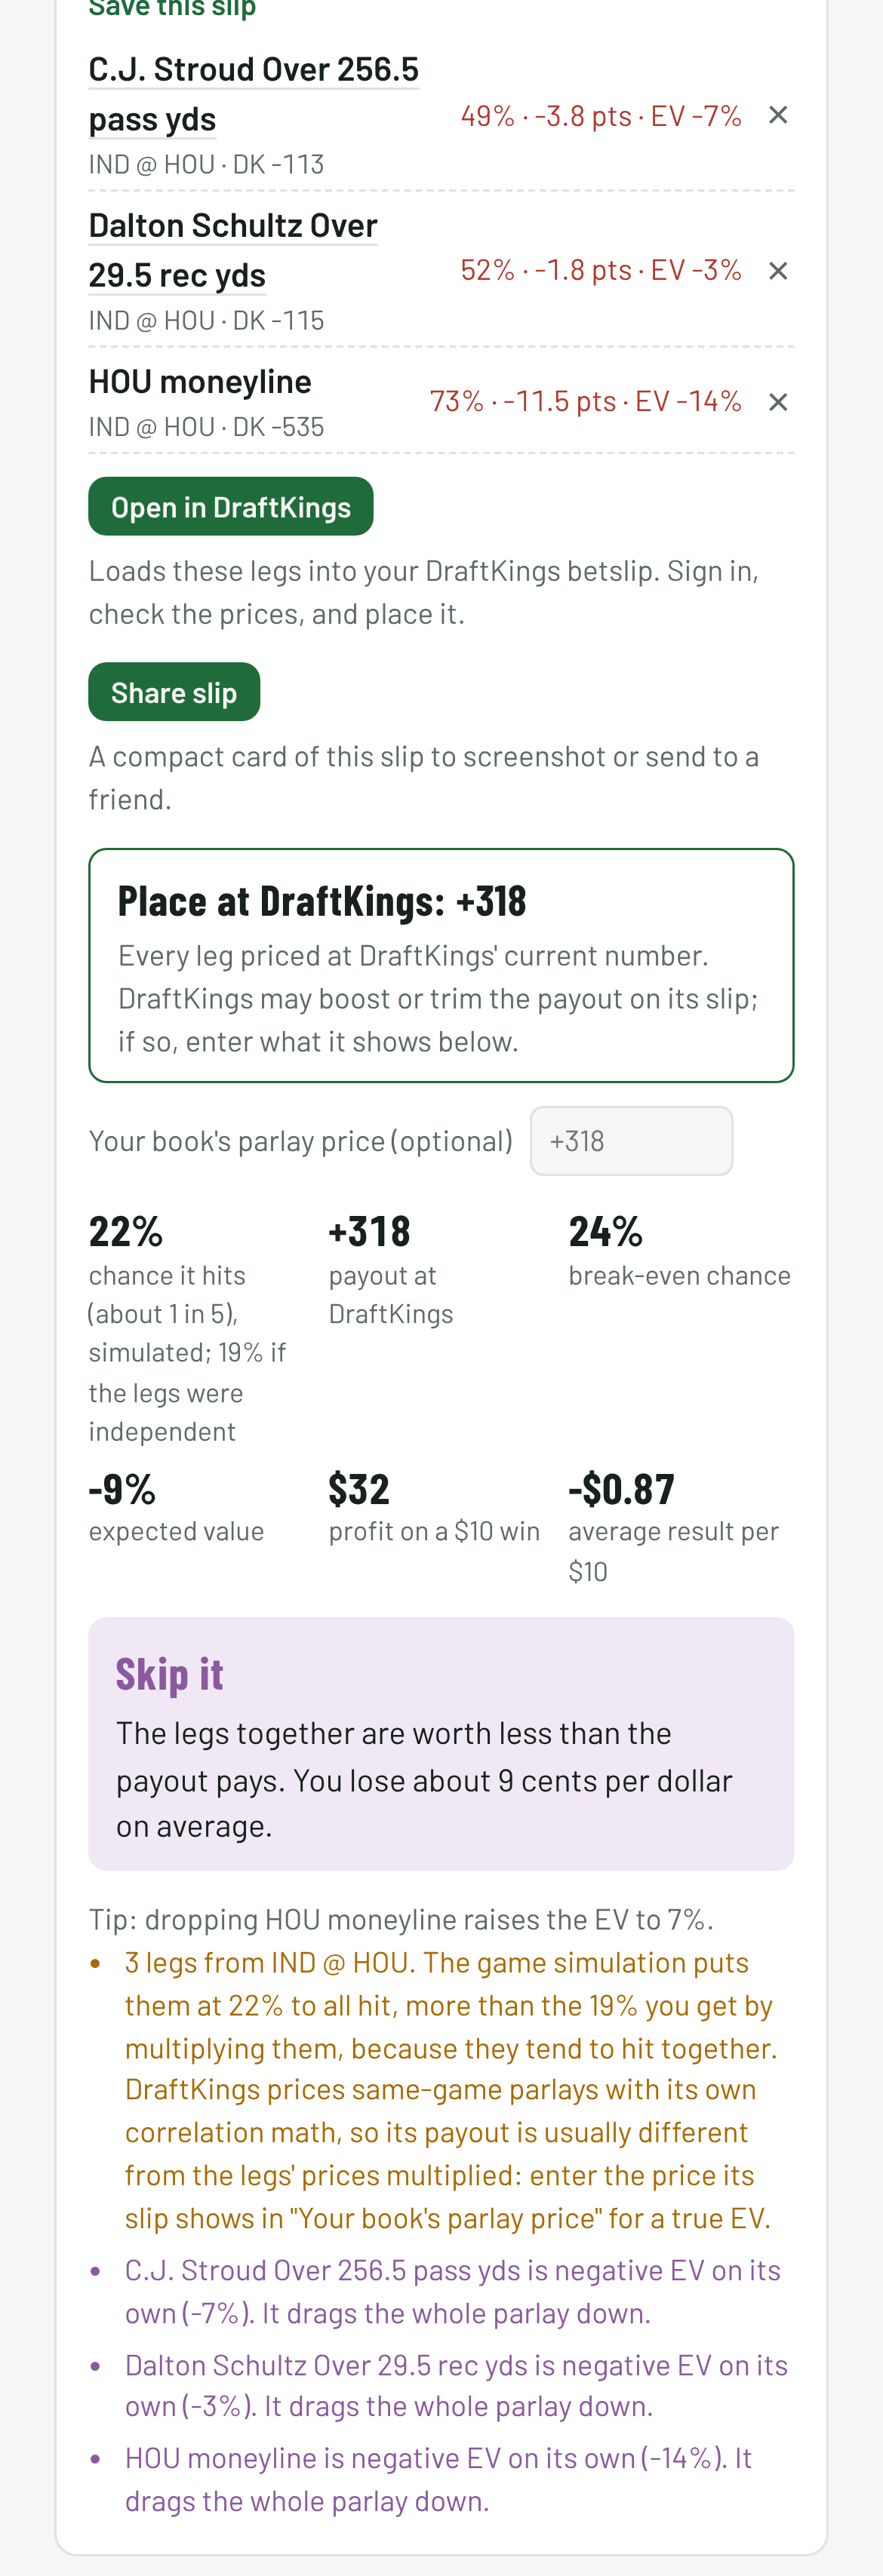 Save this slip
C.J. Stroud Over 256.5
pass yds
49% · -3.8 pts · EV -7% ✕
IND @ HOU · DK -113
Dalton Schultz Over
29.5 rec yds
52% · -1.8 pts · EV -3% ✕
IND @ HOU · DK -115
HOU moneyline
73% · -11.5 pts · EV -14% ✕
IND @ HOU · DK -535
Open in DraftKings
Loads these legs into your DraftKings betslip. Sign in,
check the prices, and place it.
Share slip
A compact card of this slip to screenshot or send to a
friend.
Place at DraftKings: +318
Every leg priced at DraftKings' current number.
DraftKings may boost or trim the payout on its slip;
if so, enter what it shows below.
Your book's parlay price (optional) +318
22%
chance it hits
(about 1 in 5),
simulated; 19% if
the legs were
independent
+318
payout at
DraftKings
24%
break-even chance
-9%
expected value
$32
profit on a $10 win
-$0.87
average result per
$10
Skip it
The legs together are worth less than the
payout pays. You lose about 9 cents per dollar
on average.
Tip: dropping HOU moneyline raises the EV to 7%.
• 3 legs from IND @ HOU. The game simulation puts
them at 22% to all hit, more than the 19% you get by
multiplying them, because they tend to hit together.
DraftKings prices same-game parlays with its own
correlation math, so its payout is usually different
from the legs' prices multiplied: enter the price its
slip shows in "Your book's parlay price" for a true EV.
• C.J. Stroud Over 256.5 pass yds is negative EV on its
own (-7%). It drags the whole parlay down.
• Dalton Schultz Over 29.5 rec yds is negative EV on its
own (-3%). It drags the whole parlay down.
• HOU moneyline is negative EV on its own (-14%). It
drags the whole parlay down.